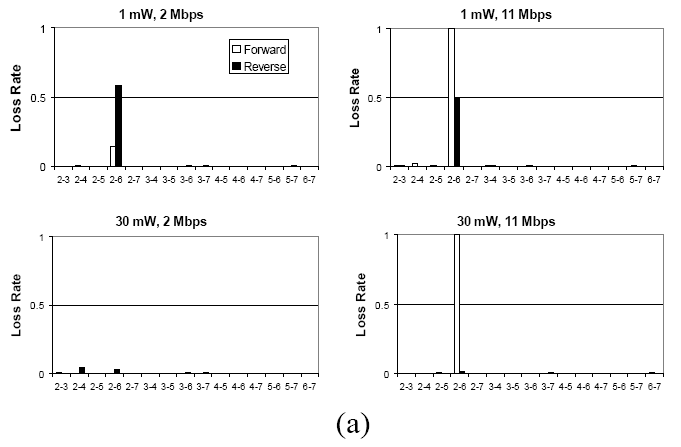 1 mW, 2 Mbps
Loss Rate
1
0.5
0
Forward
Reverse
2-3 2-4 2-5 2-6 2-7 3-4 3-5 3-6 3-7 4-5 4-6 4-7 5-6 5-7 6-7
1 mW, 11 Mbps
Loss Rate
1
0.5
0
2-3 2-4 2-5 2-6 2-7 3-4 3-5 3-6 3-7 4-5 4-6 4-7 5-6 5-7 6-7
30 mW, 2 Mbps
Loss Rate
1
0.5
0
2-3 2-4 2-5 2-6 2-7 3-4 3-5 3-6 3-7 4-5 4-6 4-7 5-6 5-7 6-7
30 mW, 11 Mbps
Loss Rate
1
0.5
0
2-3 2-4 2-5 2-6 2-7 3-4 3-5 3-6 3-7 4-5 4-6 4-7 5-6 5-7 6-7
(a)